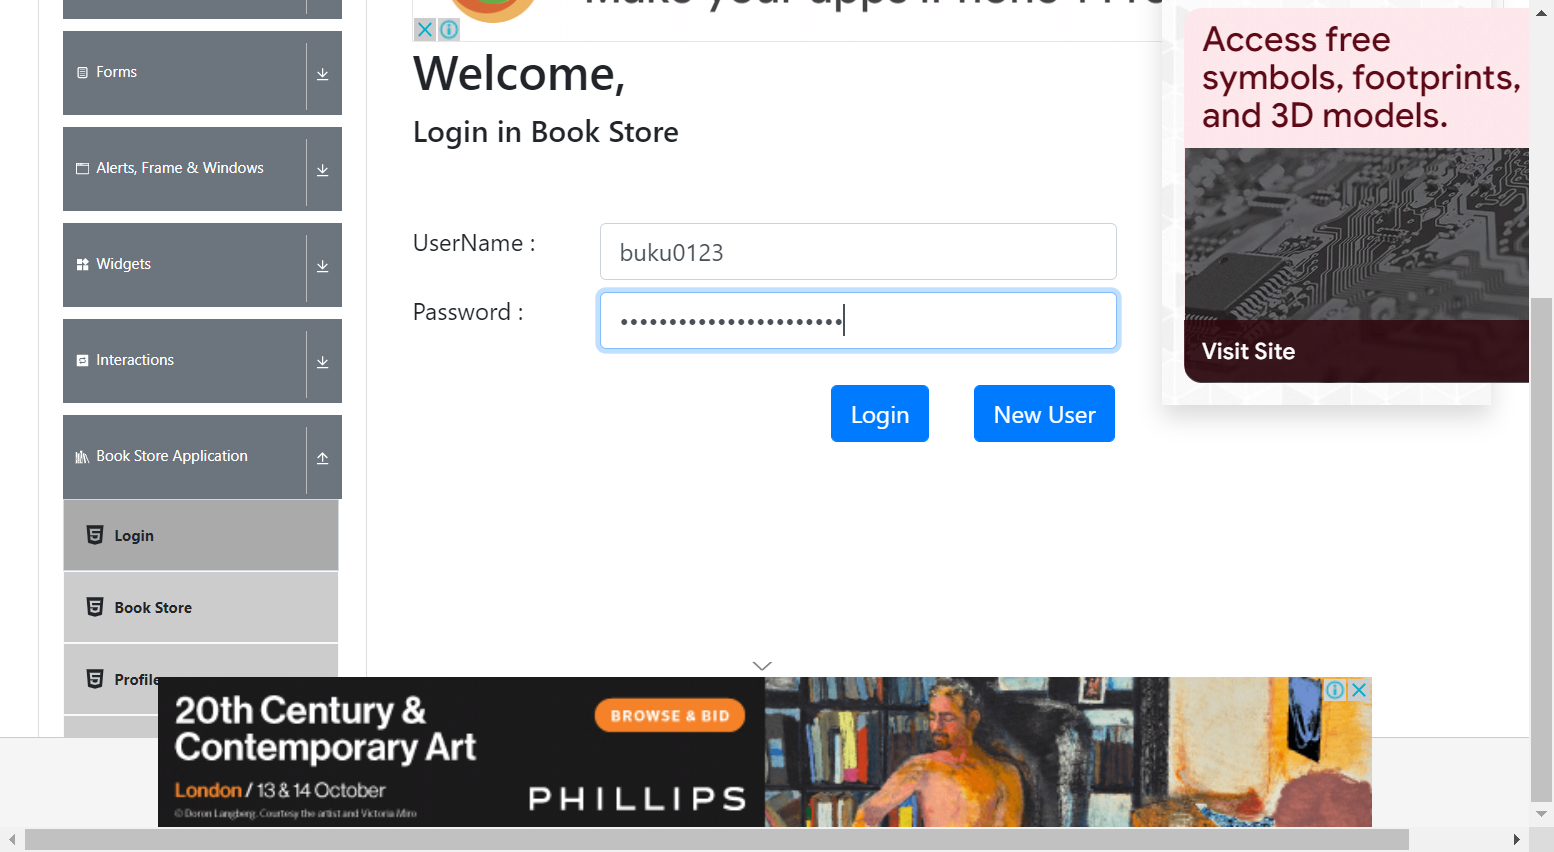 Forms
Alerts, Frame & Windows
Widgets
Interactions
Book Store Application
Login
Book Store
Profile
Welcome,
Login in Book Store
UserName :
buku0123
Password :
•••••••••••••••••••••••
Login
New User
Access free
symbols, footprints,
and 3D models.
Visit Site
20th Century &
Contemporary Art
London / 13 & 14 October
© Doron Langberg. Courtesy the artist and Victoria Miro
BROWSE & BID
PHILLIPS